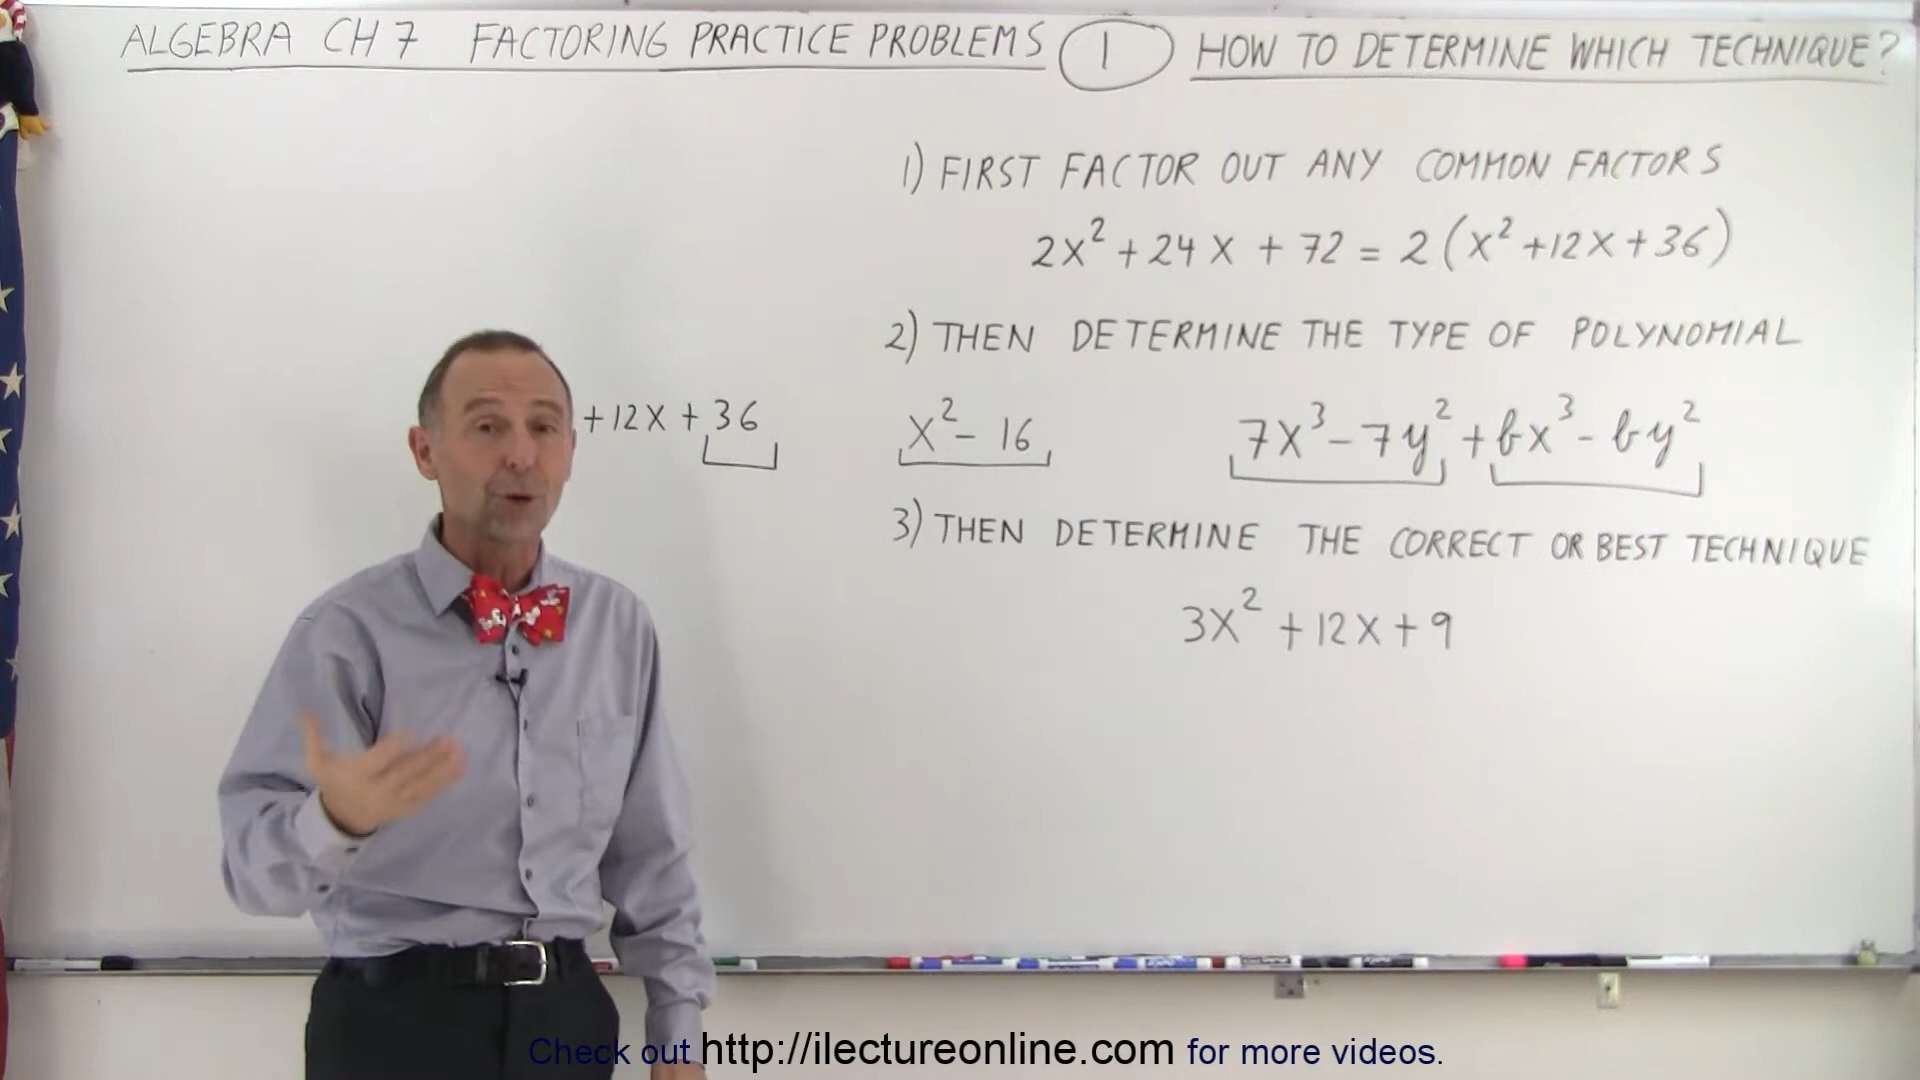 ALGEBRA CH 7 FACTORING PRACTICE PROBLEMS 1 HOW TO DETERMINE WHICH TECHNIQUE?
1) FIRST FACTOR OUT ANY COMMON FACTORS
2x² + 24x + 72 = 2(x² + 12x + 36)
2) THEN DETERMINE THE TYPE OF POLYNOMIAL
+12x + 36 x² - 16 7x³ - 7y² + bx³ - by²
3) THEN DETERMINE THE CORRECT OR BEST TECHNIQUE
3x² + 12x + 9
Check out http://ilectureonline.com for more videos.